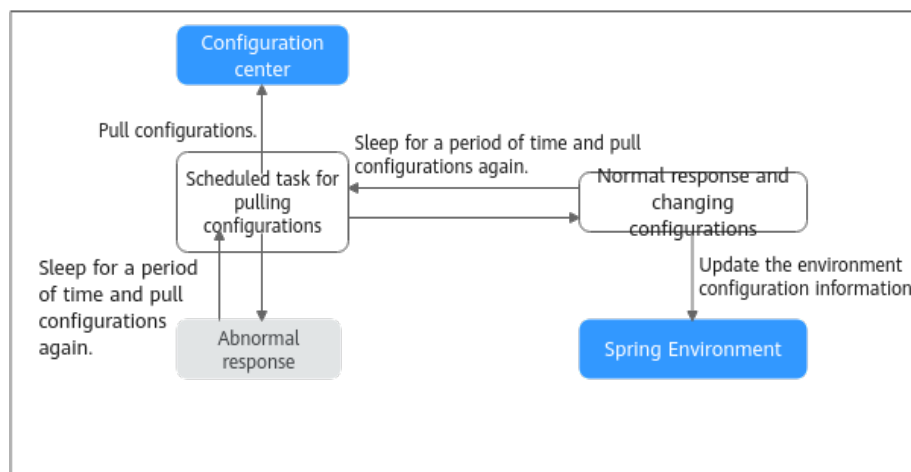 Configuration
center
Pull configurations.
Sleep for a period of time and pull
configurations again.
Scheduled task for
pulling
configurations
Normal response and
changing
configurations
Sleep for a period
of time and pull
configurations
again.
Update the environment
configuration information
Abnormal
response
Spring Environment